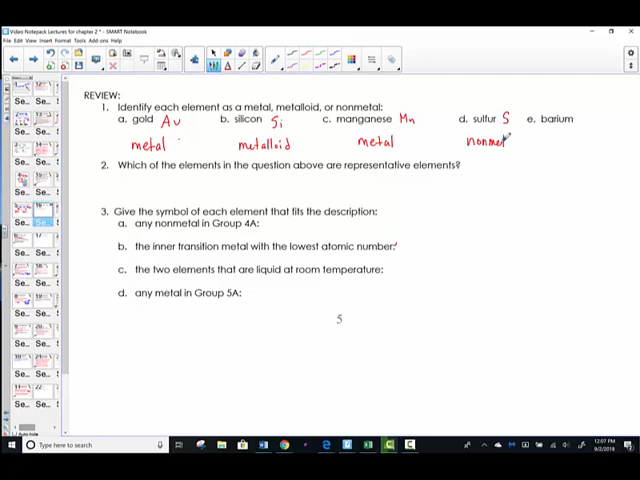 Video Notepack Lectures for chapter 2 * - SMART Notebook
File Edit View Insert Format Tools Add-ons Help
REVIEW:
1. Identify each element as a metal, metalloid, or nonmetal:
a. gold Au b. silicon Si c. manganese Mn d. sulfur S e. barium
metal metalloid metal nonmet
2. Which of the elements in the question above are representative elements?
3. Give the symbol of each element that fits the description:
a. any nonmetal in Group 4A:
b. the inner transition metal with the lowest atomic number:
c. the two elements that are liquid at room temperature:
d. any metal in Group 5A:
5
Auto-hide
Type here to search
12:07 PM
9/2/2018